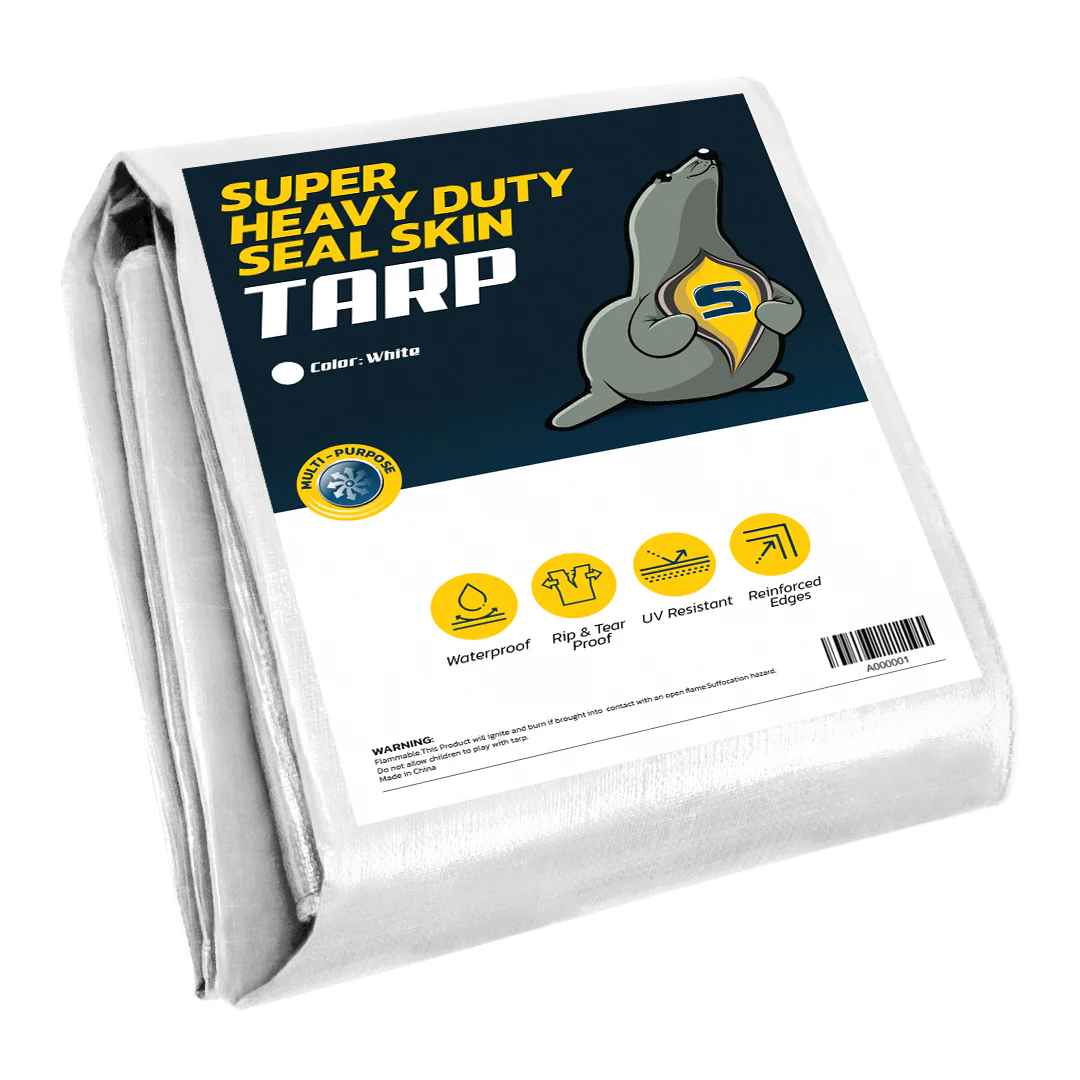 SUPER
HEAVY DUTY
SEAL SKIN
TARP
Color: White
S
MULTI-PURPOSE
Waterproof
Rip & Tear
Proof
UV Resistant
Reinforced
Edges
A000001
WARNING:
Flammable.This Product will ignite and burn if brought into contact with an open flame.Suffocation hazard.
Do not allow children to play with tarp.
Made in China